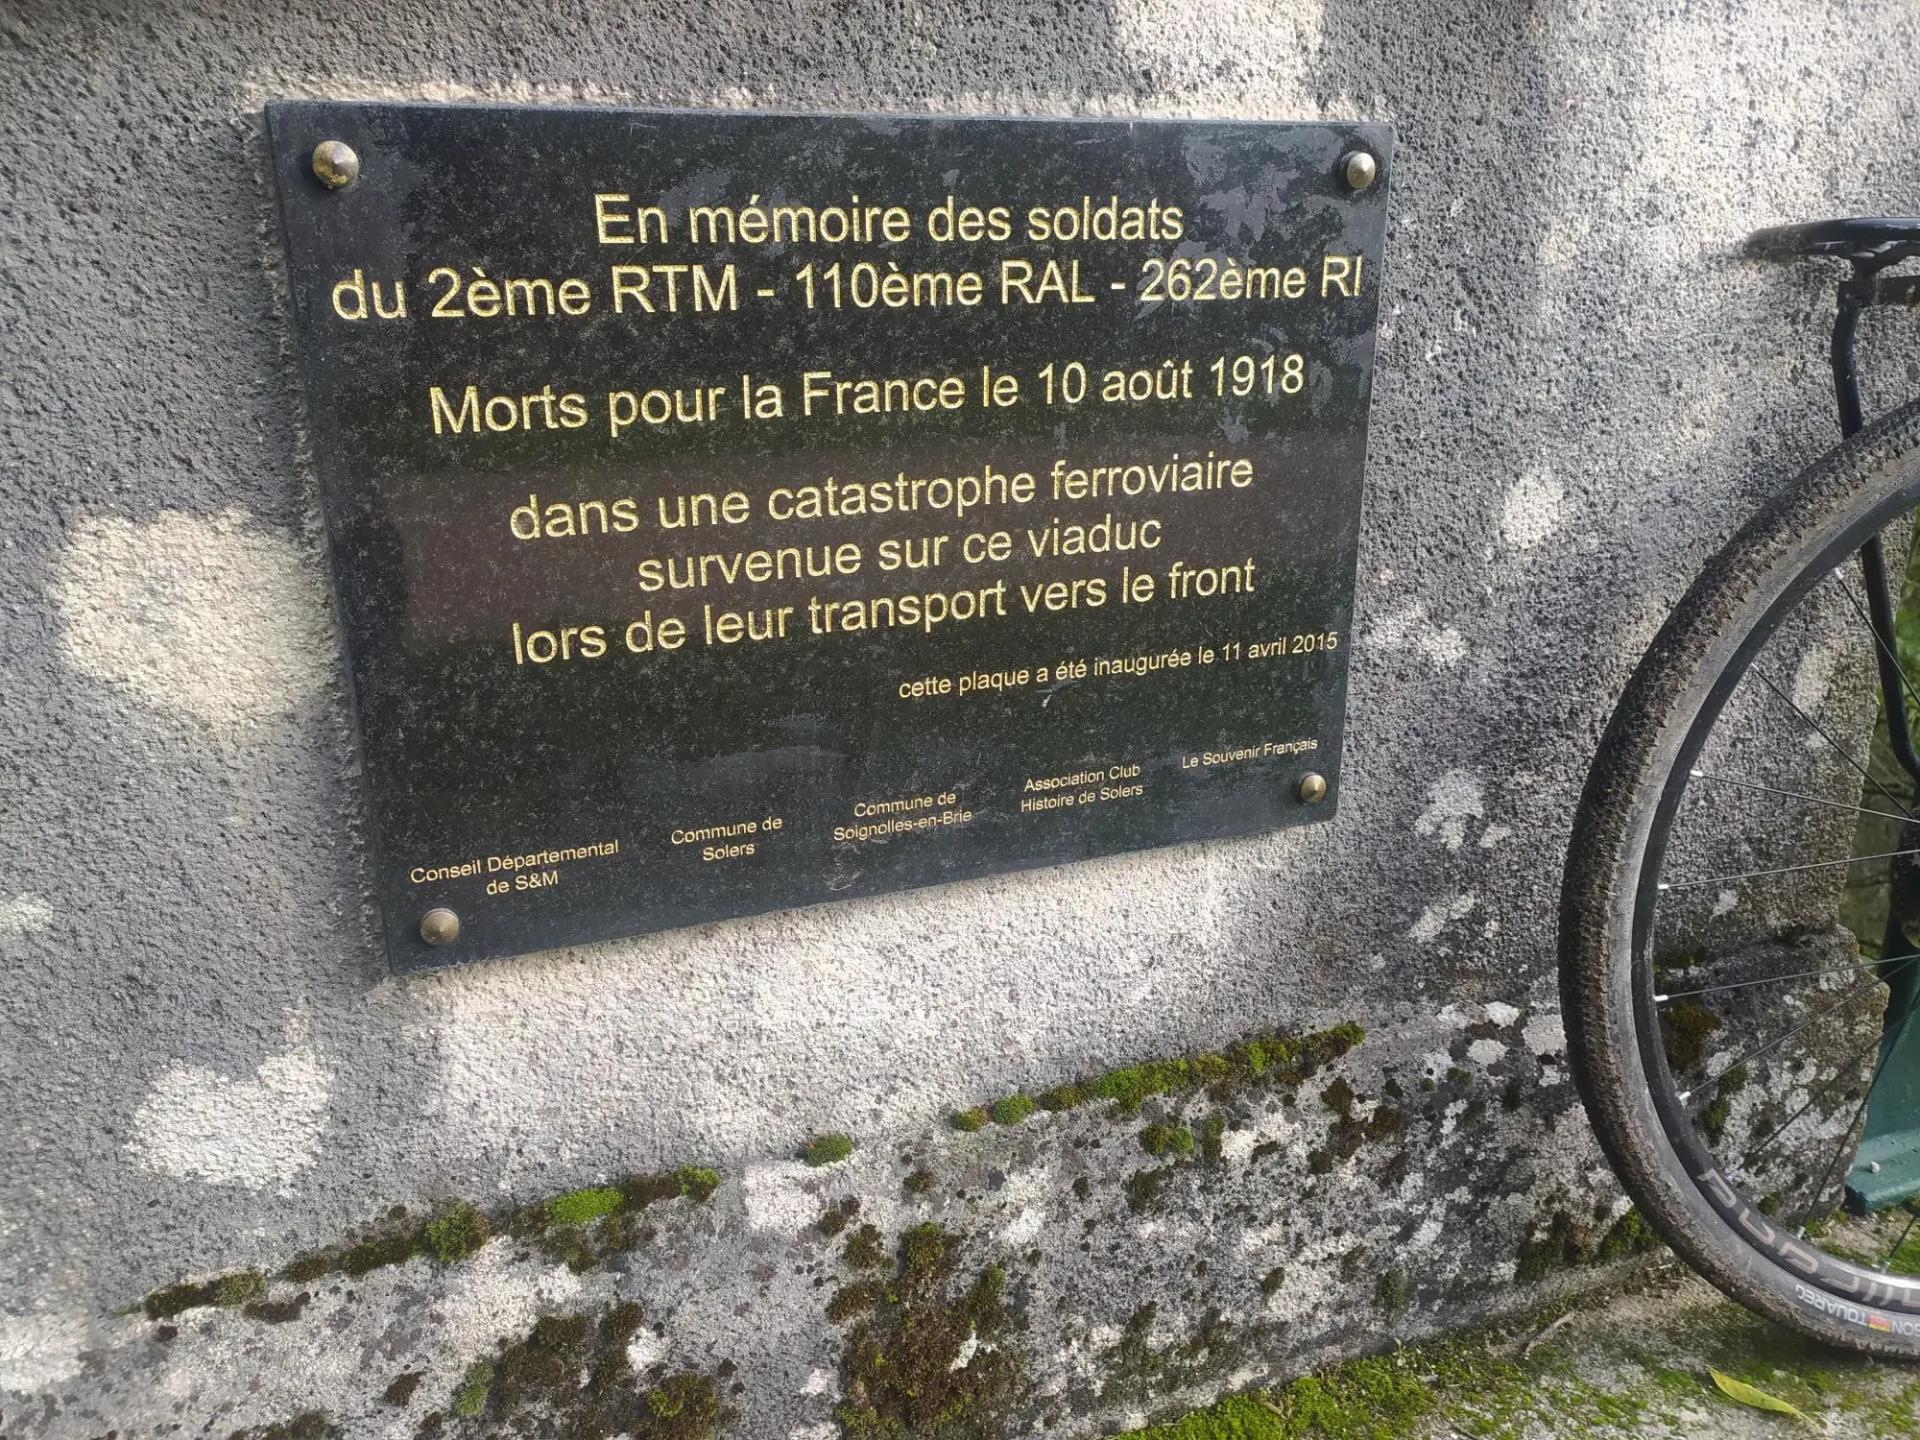 En mémoire des soldats
du 2ème RTM - 110ème RAL - 262ème RI
Morts pour la France le 10 août 1918
dans une catastrophe ferroviaire
survenue sur ce viaduc
lors de leur transport vers le front
cette plaque a été inaugurée le 11 avril 2015
Conseil Départemental
de S&M
Commune de
Solers
Commune de
Soignolles-en-Brie
Association Club
Histoire de Solers
Le Souvenir Français
TOUAREG